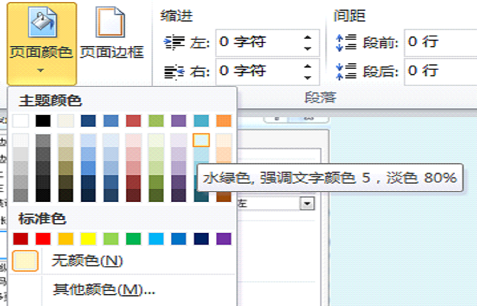 页面颜色 页面边框
缩进
左: 0 字符
右: 0 字符
间距
段前: 0 行
段后: 0 行
段落
主题颜色
水绿色, 强调文字颜色 5，淡色 80%
左
标准色
无颜色(N)
其他颜色(M)...